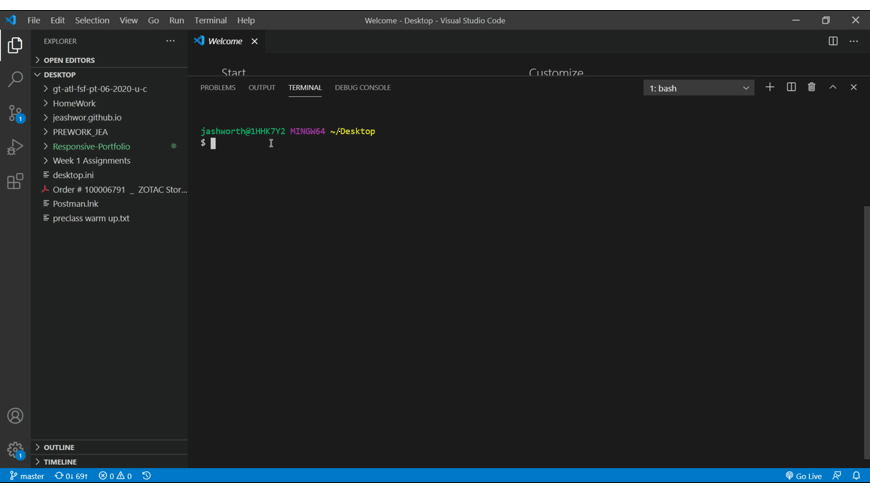 File Edit Selection View Go Run Terminal Help Welcome - Desktop - Visual Studio Code
EXPLORER ... Welcome
OPEN EDITORS
DESKTOP
gt-atl-fsf-pt-06-2020-u-c
HomeWork
jeashwor.github.io
PREWORK_JEA
Responsive-Portfolio
Week 1 Assignments
desktop.ini
Order # 100006791 _ ZOTAC Stor...
Postman.lnk
preclass warm up.txt
OUTLINE
TIMELINE
Start Customize
PROBLEMS OUTPUT TERMINAL DEBUG CONSOLE 1: bash
jashworth@1HHK7Y2 MINGW64 ~/Desktop
$
1
1
master 0↓ 69↑ 0 0 Go Live